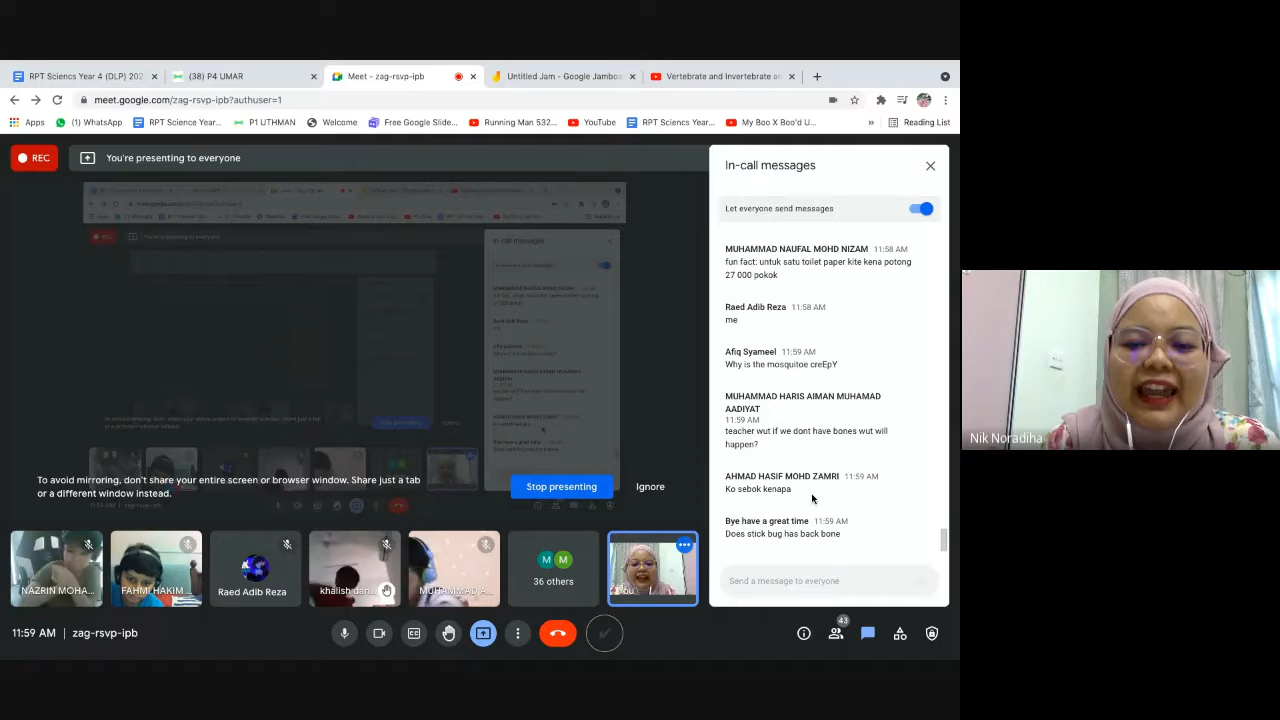 RPT Sciencs Year 4 (DLP) 202
(38) P4 UMAR
Meet - zag-rsvp-ipb
Untitled Jam - Google Jamboa
Vertebrate and Invertebrate an
meet.google.com/zag-rsvp-ipb?authuser=1
Apps
(1) WhatsApp
RPT Science Year...
P1 UTHMAN
Welcome
Free Google Slide...
Running Man 532...
YouTube
RPT Sciencs Year...
My Boo X Boo'd U...
»
Reading List
REC
You're presenting to everyone
In-call messages
Let everyone send messages
MUHAMMAD NAUFAL MOHD NIZAM 11:58 AM
fun fact: untuk satu toilet paper kite kena potong
27 000 pokok
Raed Adib Reza 11:58 AM
me
Afiq Syameel 11:59 AM
Why is the mosquitoe creEpY
MUHAMMAD HARIS AIMAN MUHAMAD
AADIYAT
11:59 AM
teacher wut if we dont have bones wut will
happen?
AHMAD HASIF MOHD ZAMRI 11:59 AM
Ko sebok kenapa
Bye have a great time 11:59 AM
Does stick bug has back bone
Send a message to everyone
To avoid mirroring, don't share your entire screen or browser window. Share just a tab
or a different window instead.
Stop presenting
Ignore
NAZRIN MOHA...
FAHMI HAKIM
Raed Adib Reza
khalish dan...
MUHAMMAD A...
M M
36 others
11:59 AM | zag-rsvp-ipb
43
Nik Noradiha